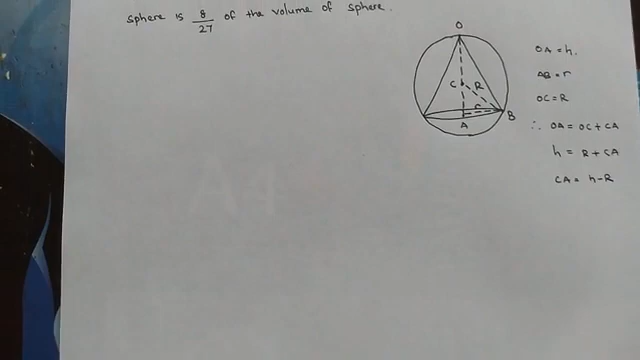 sphere is 8/27 of the volume of sphere.
O
OA = h.
AB = r
C R
OC = R
r
A B
∴ OA = OC + CA
h = R + CA
CA = h - R